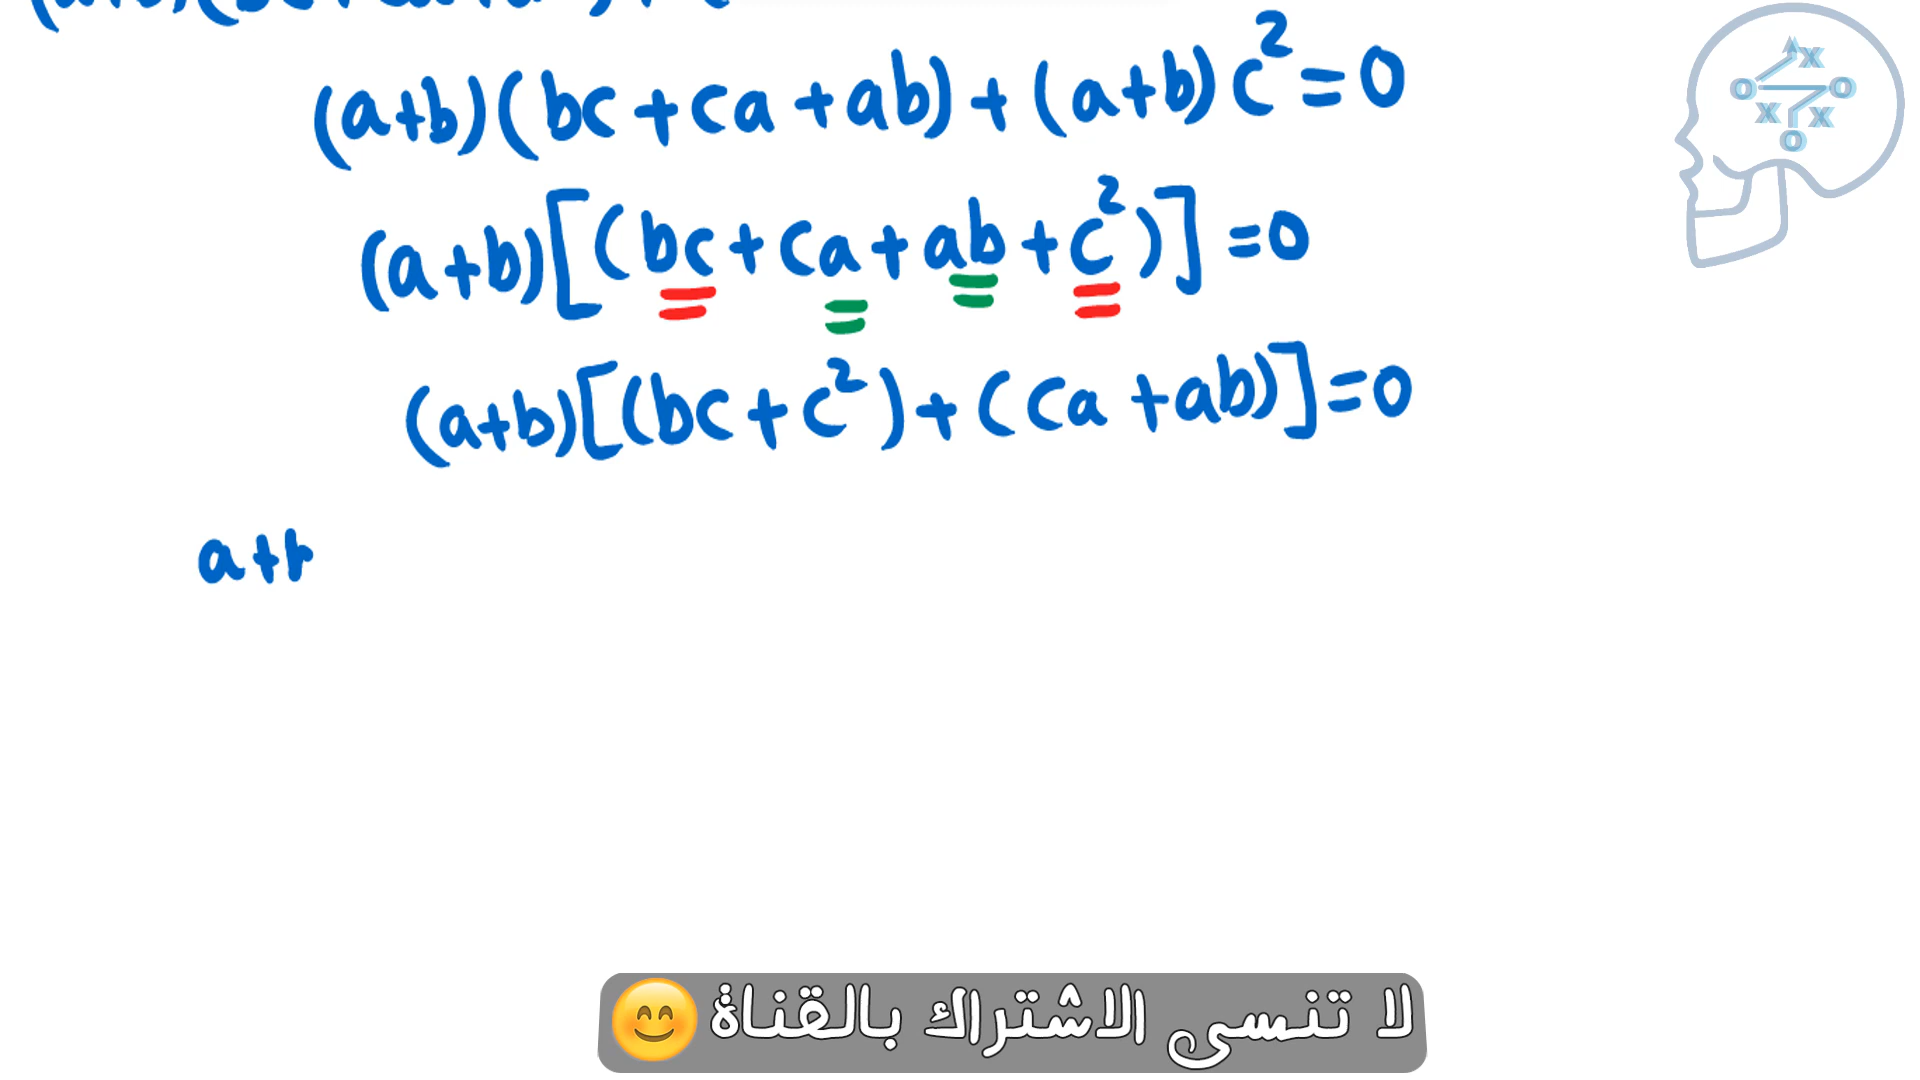 (a+b)(bc+ca+ab)+(a+b)c²=0
(a+b)[(bc+ca+ab+c²)]=0
(a+b)[(bc+c²)+(ca+ab)]=0
a+
لا تنسى الاشتراك بالقناة 😊